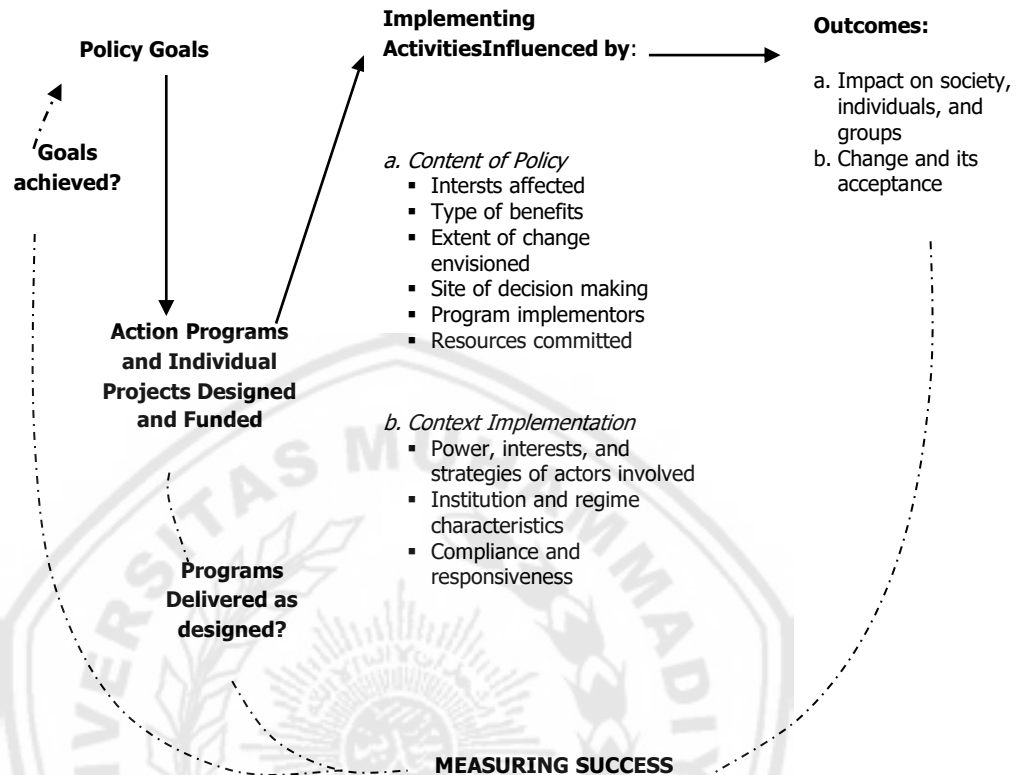 Policy Goals
Goals
achieved?
Action Programs
and Individual
Projects Designed
and Funded
Programs
Delivered as
designed?
Implementing
ActivitiesInfluenced by:
a. Content of Policy
▪ Intersts affected
▪ Type of benefits
▪ Extent of change
envisioned
▪ Site of decision making
▪ Program implementors
▪ Resources committed
b. Context Implementation
▪ Power, interests, and
strategies of actors involved
▪ Institution and regime
characteristics
▪ Compliance and
responsiveness
Outcomes:
a. Impact on society,
individuals, and
groups
b. Change and its
acceptance
MEASURING SUCCESS
UNIVERSITAS MUHAMMADIY